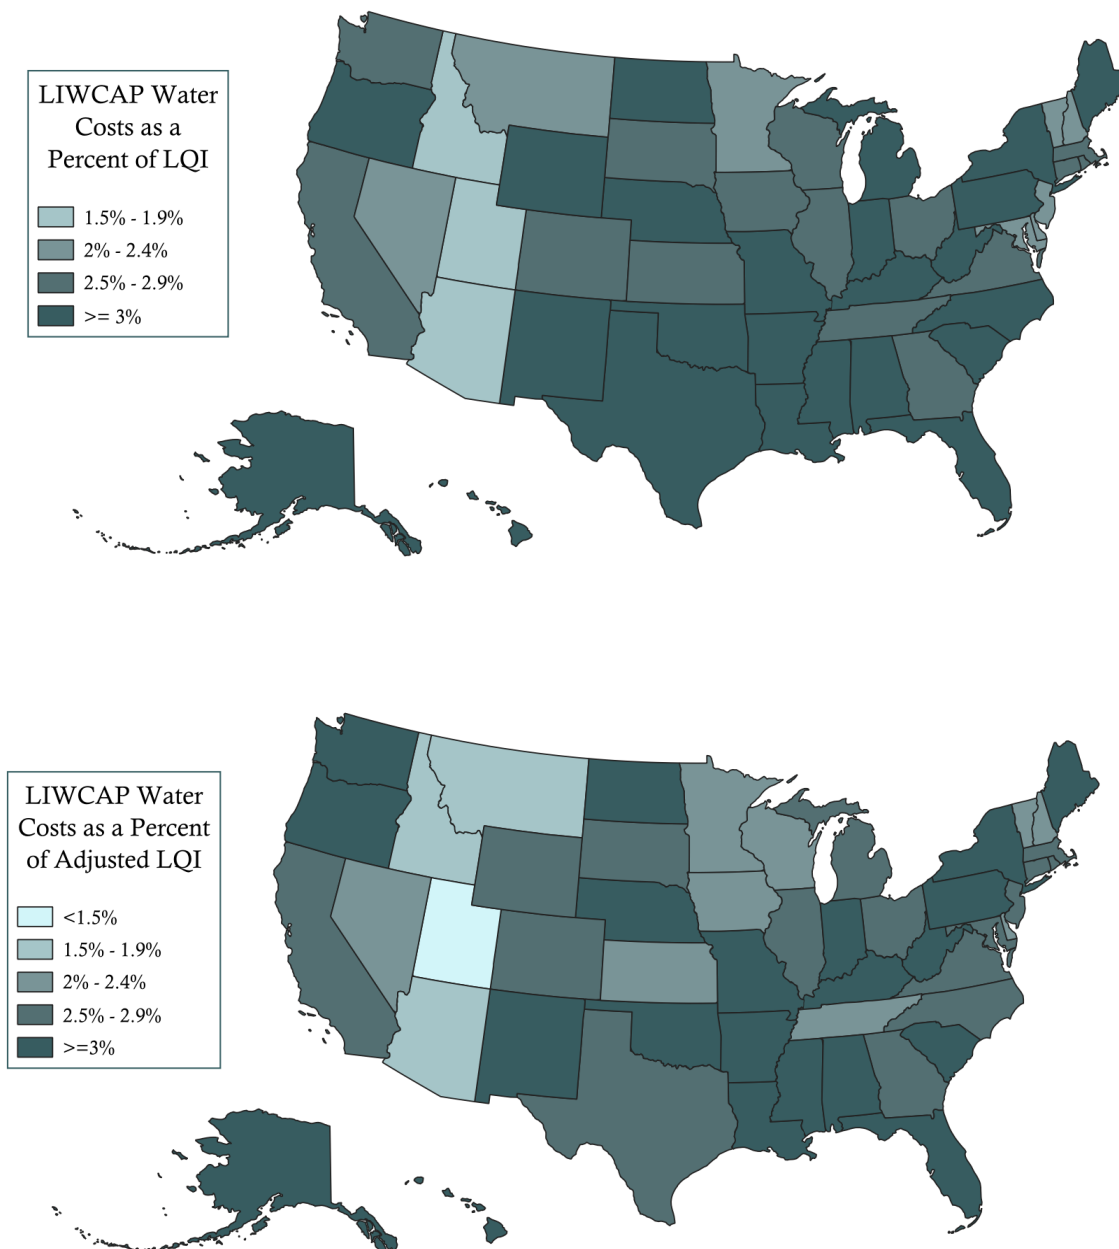 LIWCAP Water
Costs as a
Percent of LQI
1.5% - 1.9%
2% - 2.4%
2.5% - 2.9%
>= 3%
LIWCAP Water
Costs as a Percent
of Adjusted LQI
<1.5%
1.5% - 1.9%
2% - 2.4%
2.5% - 2.9%
>=3%